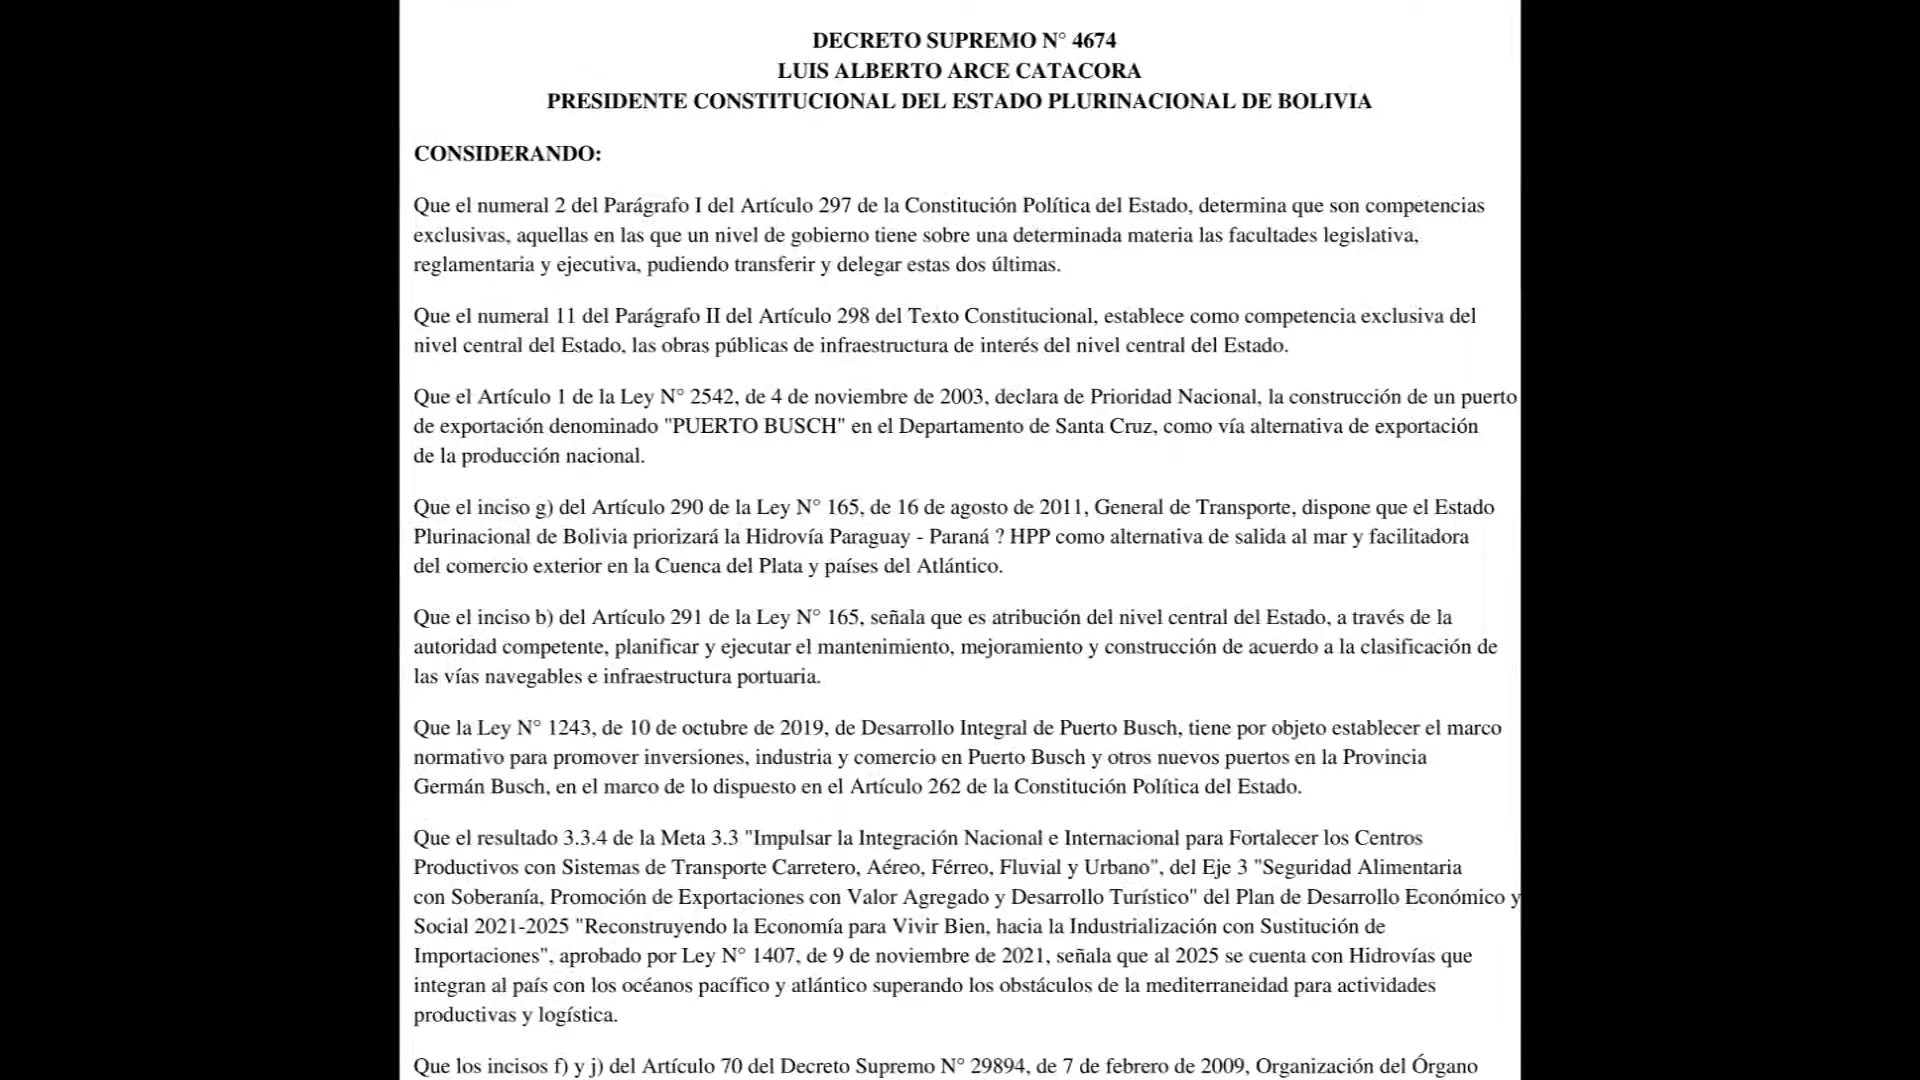 DECRETO SUPREMO N° 4674
LUIS ALBERTO ARCE CATACORA
PRESIDENTE CONSTITUCIONAL DEL ESTADO PLURINACIONAL DE BOLIVIA
CONSIDERANDO:
Que el numeral 2 del Parágrafo I del Artículo 297 de la Constitución Política del Estado, determina que son competencias
exclusivas, aquellas en las que un nivel de gobierno tiene sobre una determinada materia las facultades legislativa,
reglamentaria y ejecutiva, pudiendo transferir y delegar estas dos últimas.
Que el numeral 11 del Parágrafo II del Artículo 298 del Texto Constitucional, establece como competencia exclusiva del
nivel central del Estado, las obras públicas de infraestructura de interés del nivel central del Estado.
Que el Artículo 1 de la Ley N° 2542, de 4 de noviembre de 2003, declara de Prioridad Nacional, la construcción de un puerto
de exportación denominado "PUERTO BUSCH" en el Departamento de Santa Cruz, como vía alternativa de exportación
de la producción nacional.
Que el inciso g) del Artículo 290 de la Ley N° 165, de 16 de agosto de 2011, General de Transporte, dispone que el Estado
Plurinacional de Bolivia priorizará la Hidrovía Paraguay - Paraná ? HPP como alternativa de salida al mar y facilitadora
del comercio exterior en la Cuenca del Plata y países del Atlántico.
Que el inciso b) del Artículo 291 de la Ley N° 165, señala que es atribución del nivel central del Estado, a través de la
autoridad competente, planificar y ejecutar el mantenimiento, mejoramiento y construcción de acuerdo a la clasificación de
las vías navegables e infraestructura portuaria.
Que la Ley N° 1243, de 10 de octubre de 2019, de Desarrollo Integral de Puerto Busch, tiene por objeto establecer el marco
normativo para promover inversiones, industria y comercio en Puerto Busch y otros nuevos puertos en la Provincia
Germán Busch, en el marco de lo dispuesto en el Artículo 262 de la Constitución Política del Estado.
Que el resultado 3.3.4 de la Meta 3.3 "Impulsar la Integración Nacional e Internacional para Fortalecer los Centros
Productivos con Sistemas de Transporte Carretero, Aéreo, Férreo, Fluvial y Urbano", del Eje 3 "Seguridad Alimentaria
con Soberanía, Promoción de Exportaciones con Valor Agregado y Desarrollo Turístico" del Plan de Desarrollo Económico y
Social 2021-2025 "Reconstruyendo la Economía para Vivir Bien, hacia la Industrialización con Sustitución de
Importaciones", aprobado por Ley N° 1407, de 9 de noviembre de 2021, señala que al 2025 se cuenta con Hidrovías que
integran al país con los océanos pacífico y atlántico superando los obstáculos de la mediterraneidad para actividades
productivas y logística.
Que los incisos f) y j) del Artículo 70 del Decreto Supremo N° 29894, de 7 de febrero de 2009, Organización del Órgano